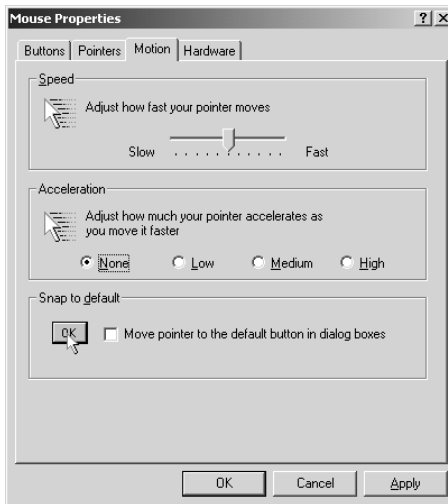 Mouse Properties
Buttons Pointers Motion Hardware
Speed
Adjust how fast your pointer moves
Slow Fast
Acceleration
Adjust how much your pointer accelerates as
you move it faster
None Low Medium High
Snap to default
OK Move pointer to the default button in dialog boxes
OK Cancel Apply